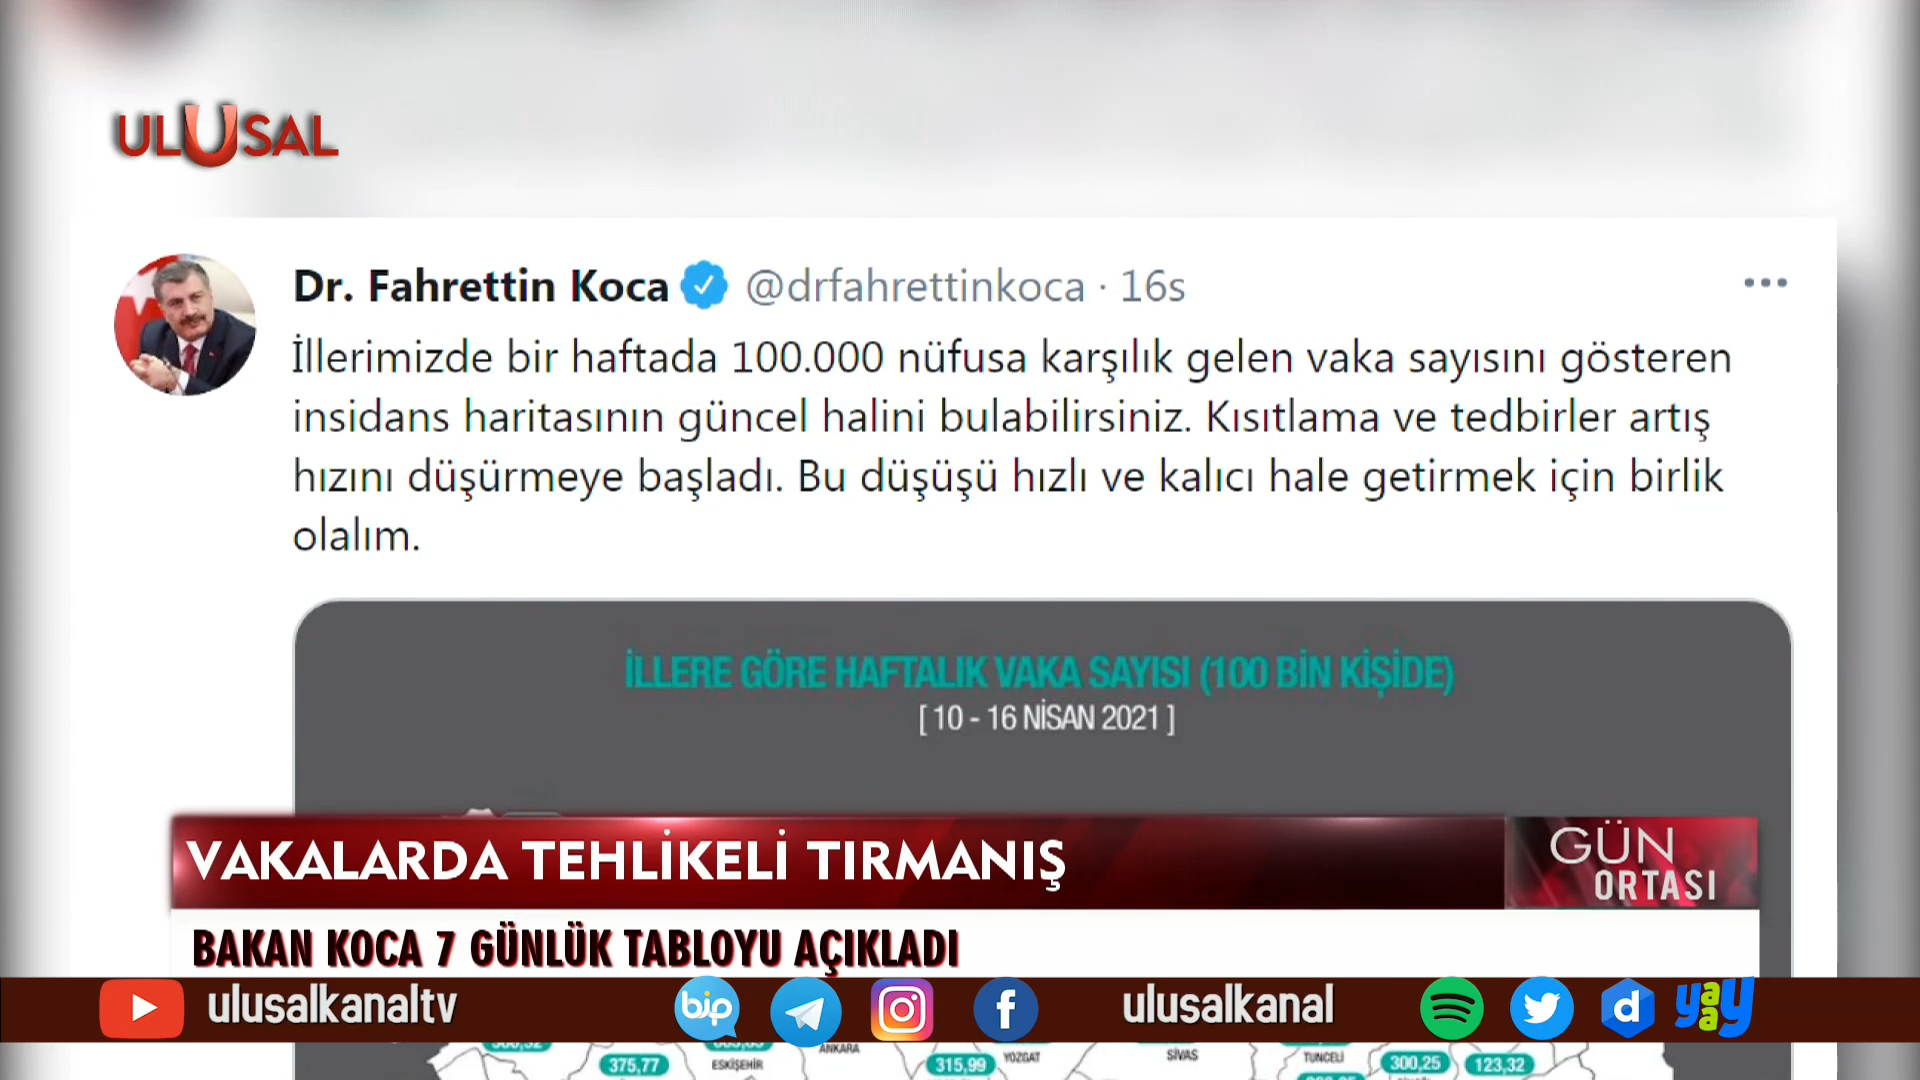 ULUSAL
Dr. Fahrettin Koca @drfahrettinkoca · 16s
İllerimizde bir haftada 100.000 nüfusa karşılık gelen vaka sayısını gösteren
insidans haritasının güncel halini bulabilirsiniz. Kısıtlama ve tedbirler artış
hızını düşürmeye başladı. Bu düşüşü hızlı ve kalıcı hale getirmek için birlik
olalım.
İLLERE GÖRE HAFTALIK VAKA SAYISI (100 BİN KİŞİDE)
[ 10 - 16 NİSAN 2021 ]
VAKALARDA TEHLİKELİ TIRMANIŞ
GÜN
ORTASI
BAKAN KOCA 7 GÜNLÜK TABLOYU AÇIKLADI
ulusalkanaltv
bip
ulusalkanal
d
yaay
ANKARA
YOZGAT
SİVAS
TUNCELİ
375,77
ESKİŞEHİR
315,99
300,25
123,32